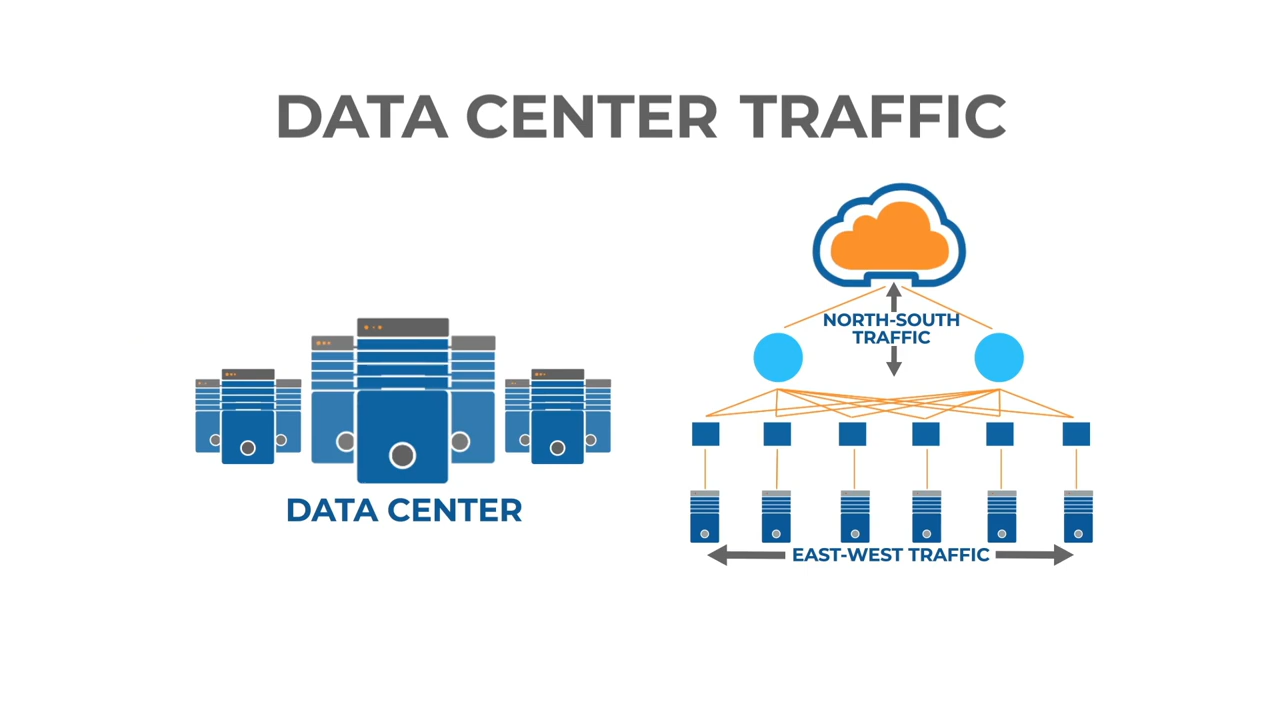 DATA CENTER TRAFFIC
NORTH-SOUTH
TRAFFIC
DATA CENTER
EAST-WEST TRAFFIC